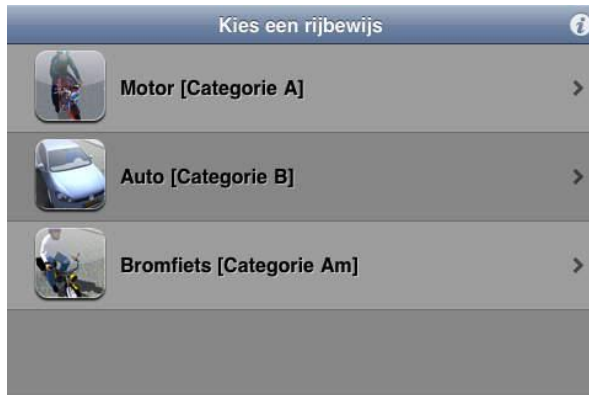 Kies een rijbewijs
Motor [Categorie A]
Auto [Categorie B]
Bromfiets [Categorie Am]